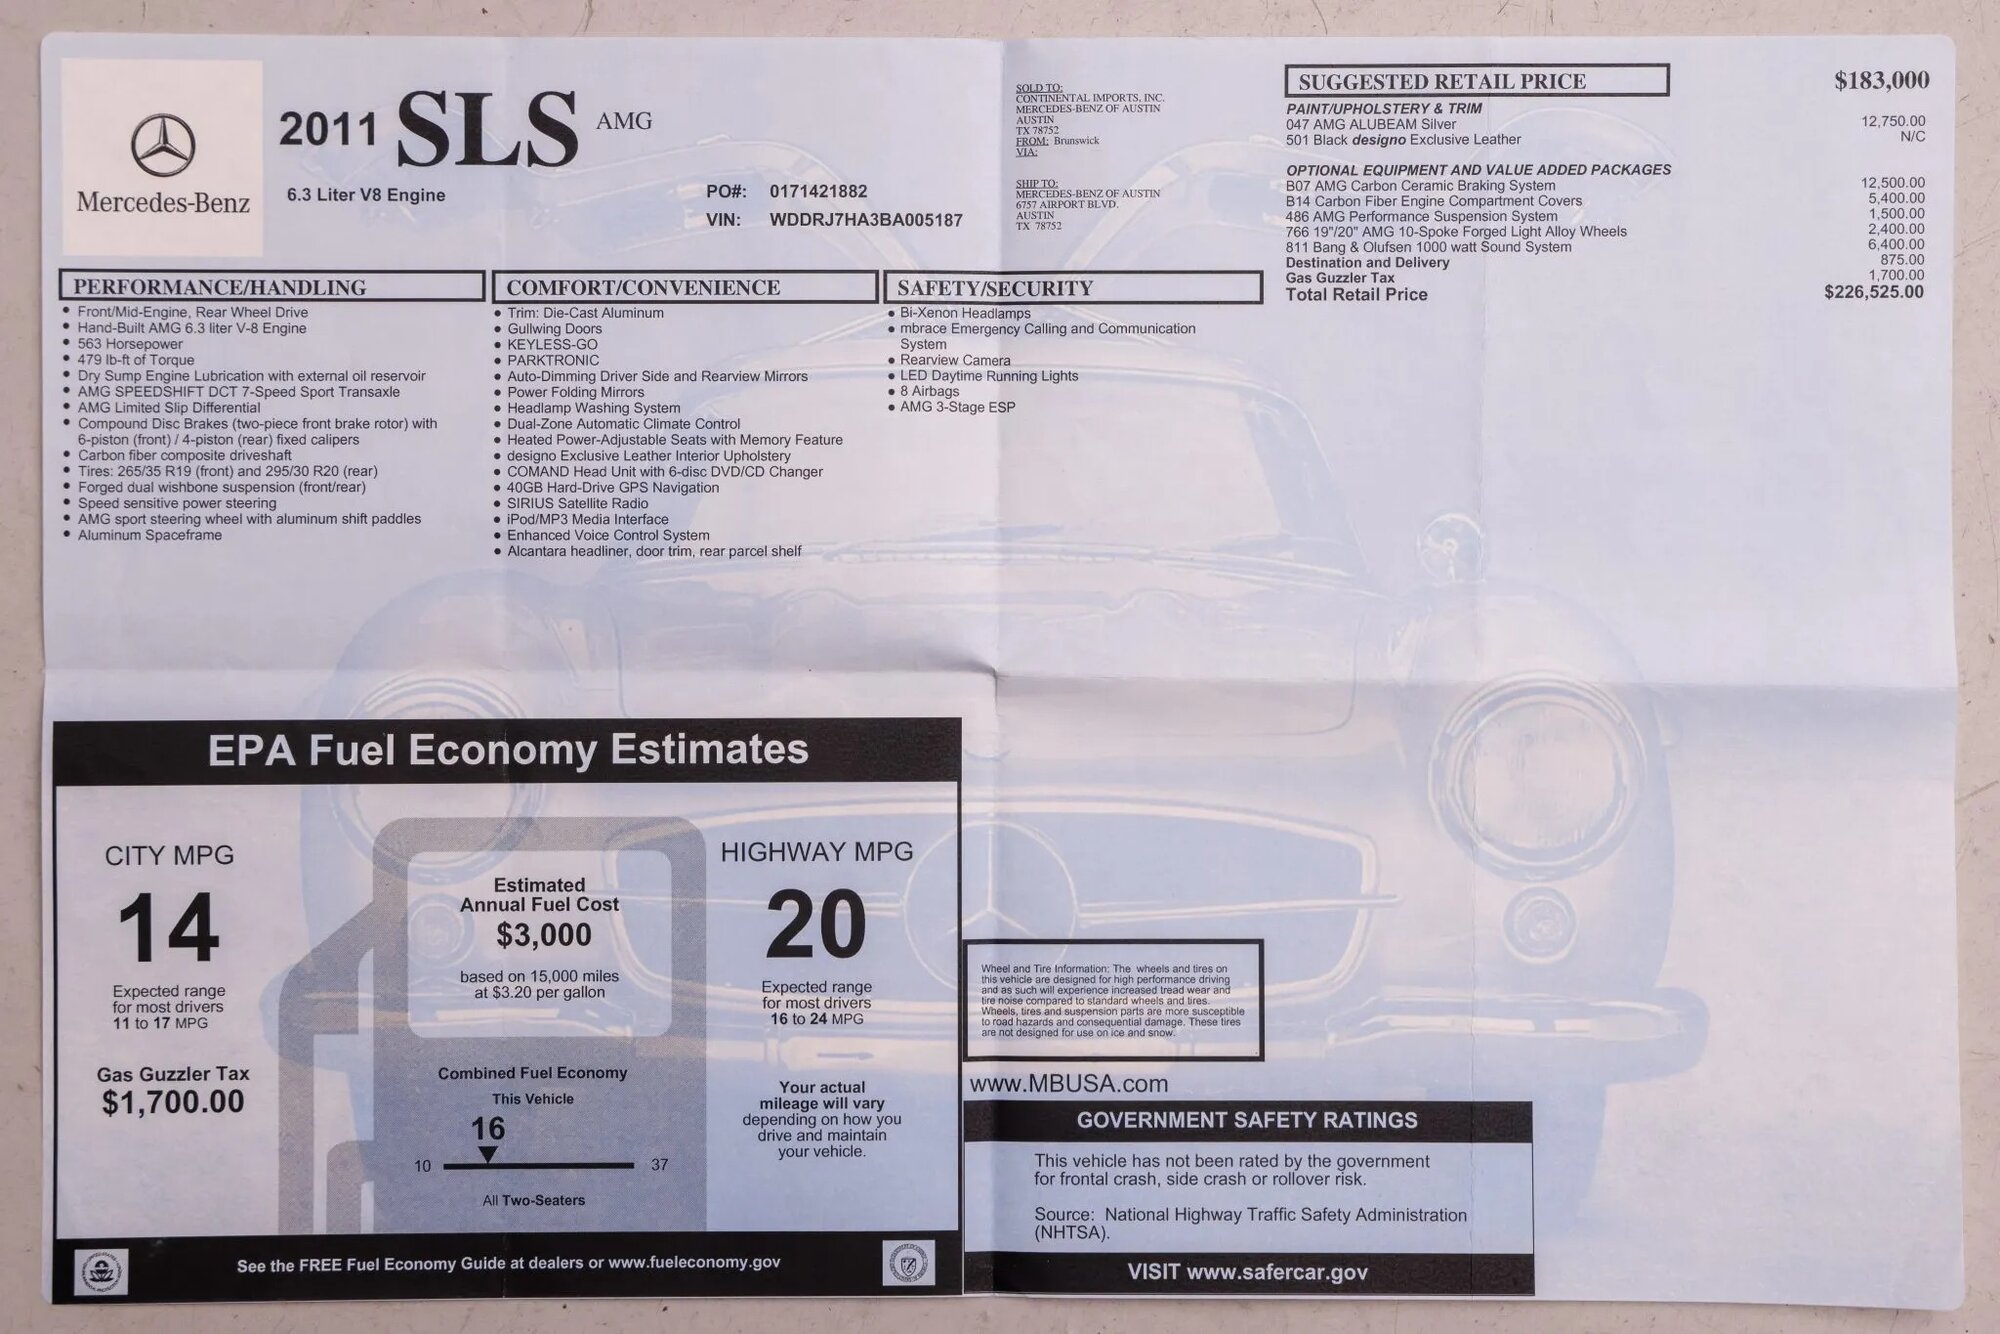 Mercedes-Benz
2011 SLS AMG
6.3 Liter V8 Engine
PO#: 0171421882
VIN: WDDRJ7HA3BA005187
SOLD TO:
CONTINENTAL IMPORTS, INC.
MERCEDES-BENZ OF AUSTIN
AUSTIN
TX 78752
FROM: Brunswick
VIA:
SHIP TO:
MERCEDES-BENZ OF AUSTIN
6757 AIRPORT BLVD.
AUSTIN
TX 78752
SUGGESTED RETAIL PRICE $183,000
PAINT/UPHOLSTERY & TRIM
047 AMG ALUBEAM Silver 12,750.00
501 Black designo Exclusive Leather N/C
OPTIONAL EQUIPMENT AND VALUE ADDED PACKAGES
B07 AMG Carbon Ceramic Braking System 12,500.00
B14 Carbon Fiber Engine Compartment Covers 5,400.00
486 AMG Performance Suspension System 1,500.00
766 19"/20" AMG 10-Spoke Forged Light Alloy Wheels 2,400.00
811 Bang & Olufsen 1000 watt Sound System 6,400.00
Destination and Delivery 875.00
Gas Guzzler Tax 1,700.00
Total Retail Price $226,525.00
PERFORMANCE/HANDLING
• Front/Mid-Engine, Rear Wheel Drive
• Hand-Built AMG 6.3 liter V-8 Engine
• 563 Horsepower
• 479 lb-ft of Torque
• Dry Sump Engine Lubrication with external oil reservoir
• AMG SPEEDSHIFT DCT 7-Speed Sport Transaxle
• AMG Limited Slip Differential
• Compound Disc Brakes (two-piece front brake rotor) with
6-piston (front) / 4-piston (rear) fixed calipers
• Carbon fiber composite driveshaft
• Tires: 265/35 R19 (front) and 295/30 R20 (rear)
• Forged dual wishbone suspension (front/rear)
• Speed sensitive power steering
• AMG sport steering wheel with aluminum shift paddles
• Aluminum Spaceframe
COMFORT/CONVENIENCE
• Trim: Die-Cast Aluminum
• Gullwing Doors
• KEYLESS-GO
• PARKTRONIC
• Auto-Dimming Driver Side and Rearview Mirrors
• Power Folding Mirrors
• Headlamp Washing System
• Dual-Zone Automatic Climate Control
• Heated Power-Adjustable Seats with Memory Feature
• designo Exclusive Leather Interior Upholstery
• COMAND Head Unit with 6-disc DVD/CD Changer
• 40GB Hard-Drive GPS Navigation
• SIRIUS Satellite Radio
• iPod/MP3 Media Interface
• Enhanced Voice Control System
• Alcantara headliner, door trim, rear parcel shelf
SAFETY/SECURITY
• Bi-Xenon Headlamps
• mbrace Emergency Calling and Communication
System
• Rearview Camera
• LED Daytime Running Lights
• 8 Airbags
• AMG 3-Stage ESP
EPA Fuel Economy Estimates
CITY MPG
14
Expected range
for most drivers
11 to 17 MPG
Gas Guzzler Tax
$1,700.00
Estimated
Annual Fuel Cost
$3,000
based on 15,000 miles
at $3.20 per gallon
Combined Fuel Economy
This Vehicle
16
10 37
All Two-Seaters
HIGHWAY MPG
20
Expected range
for most drivers
16 to 24 MPG
Your actual
mileage will vary
depending on how you
drive and maintain
your vehicle.
See the FREE Fuel Economy Guide at dealers or www.fueleconomy.gov
Wheel and Tire Information: The wheels and tires on
this vehicle are designed for high performance driving
and as such will experience increased tread wear and
tire noise compared to standard wheels and tires.
Wheels, tires and suspension parts are more susceptible
to road hazards and consequential damage. These tires
are not designed for use on ice and snow.
www.MBUSA.com
GOVERNMENT SAFETY RATINGS
This vehicle has not been rated by the government
for frontal crash, side crash or rollover risk.
Source: National Highway Traffic Safety Administration
(NHTSA).
VISIT www.safercar.gov